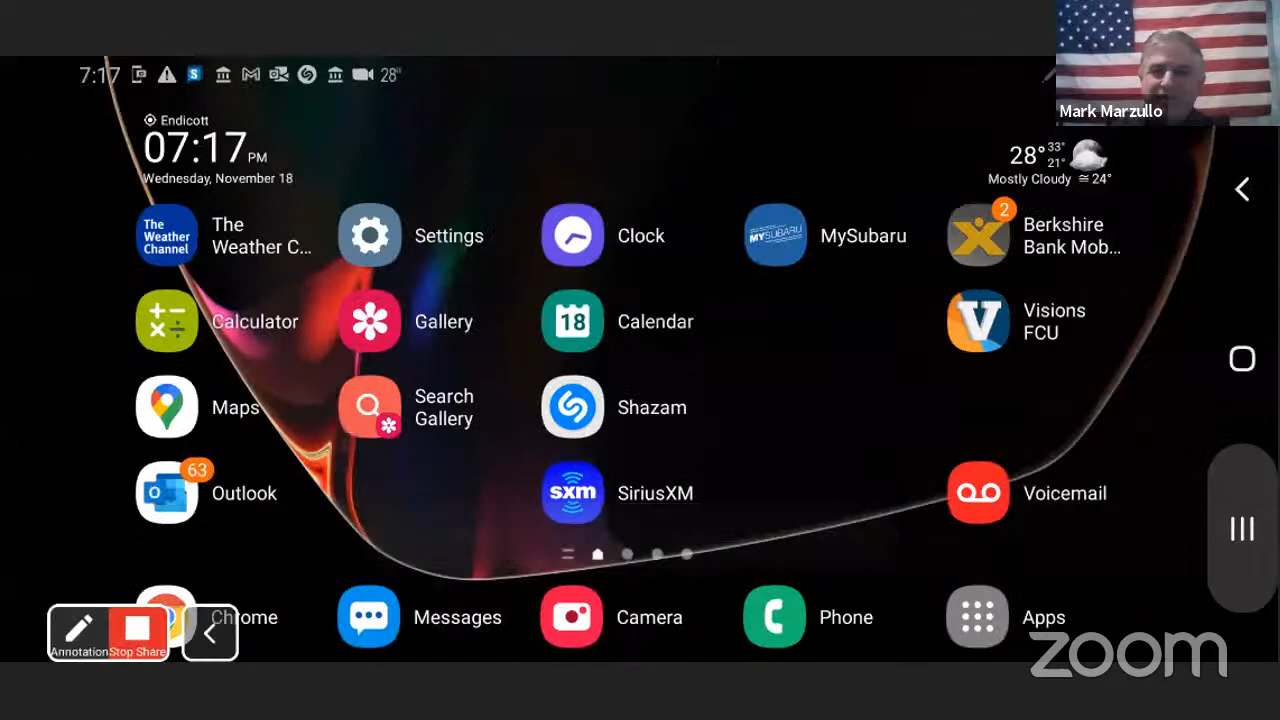 Mark Marzullo
7:17
28°
Endicott
07:17 PM
Wednesday, November 18
28° 33° 21°
Mostly Cloudy ≅ 24°
The Weather Channel
The
Weather C...
Settings
Clock
MYSUBARU
MySubaru
2
Berkshire
Bank Mob...
Calculator
Gallery
18
Calendar
V
Visions
FCU
Maps
Search
Gallery
Shazam
63
Outlook
sxm
SiriusXM
Voicemail
Chrome
Messages
Camera
Phone
Apps
Annotation
Stop Share
zoom